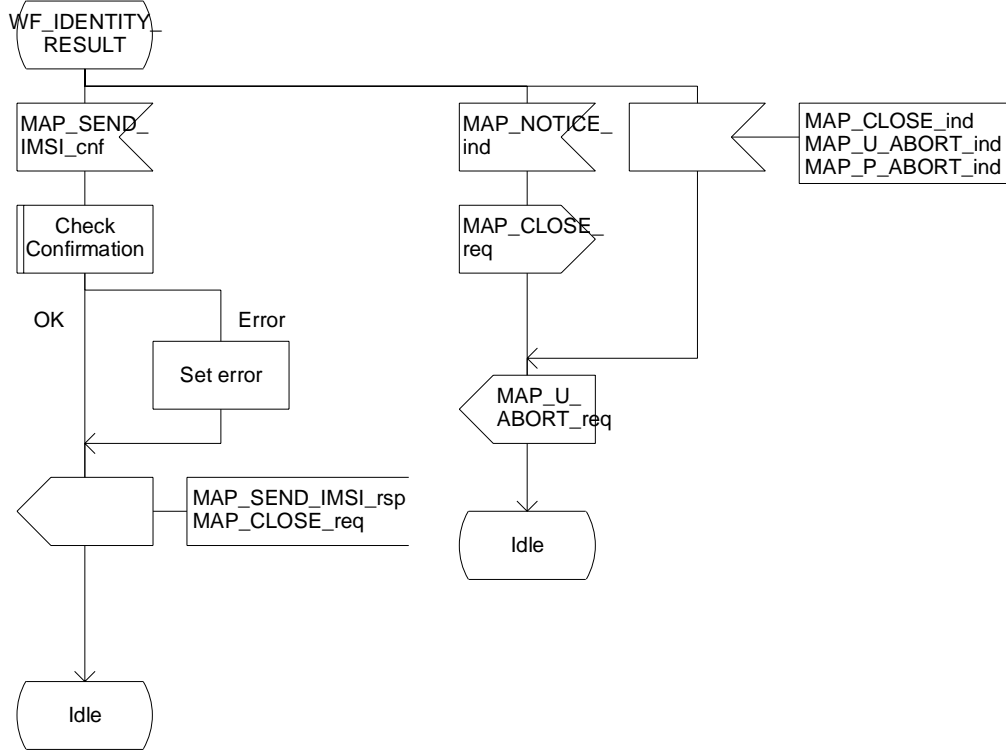 WF_IDENTITY_
RESULT
MAP_SEND_
IMSI_cnf
MAP_NOTICE_
ind
MAP_CLOSE_ind
MAP_U_ABORT_ind
MAP_P_ABORT_ind
Check
Confirmation
MAP_CLOSE_
req
OK
Error
Set error
MAP_U_
ABORT_req
MAP_SEND_IMSI_rsp
MAP_CLOSE_req
Idle
Idle